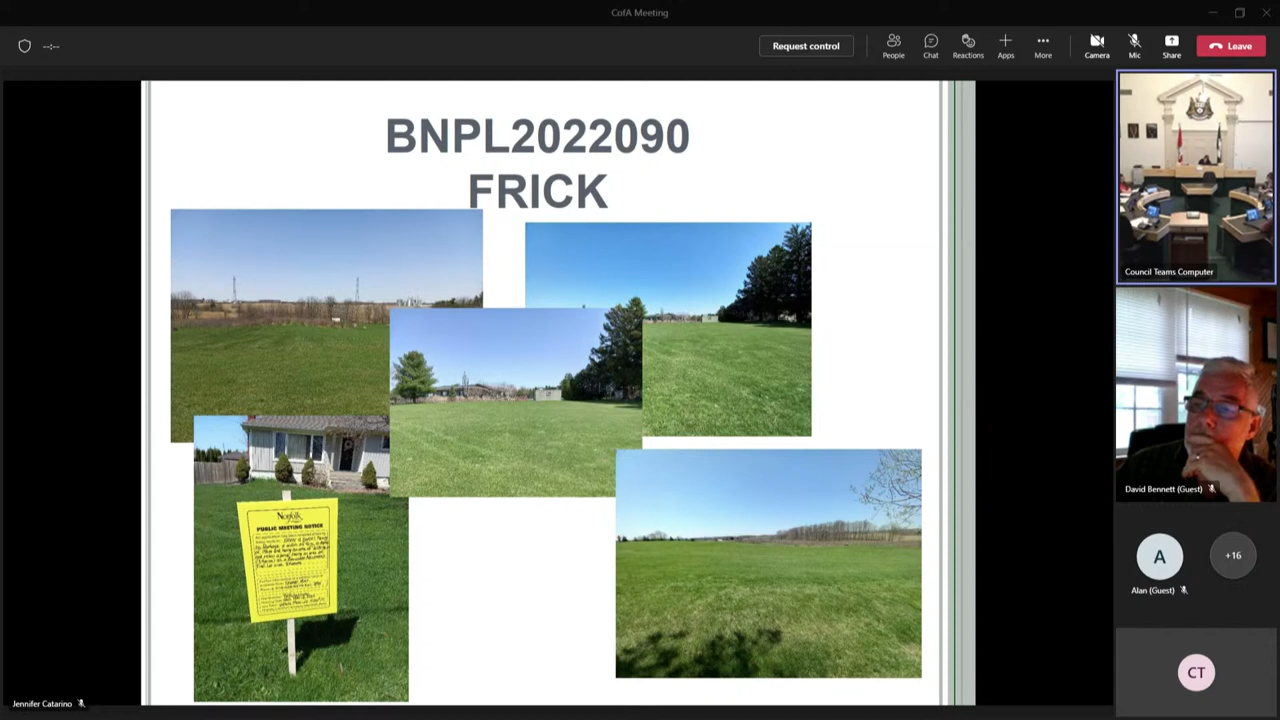 CofA Meeting
--:--
Request control
People
Chat
Reactions
Apps
More
Camera
Mic
Share
Leave
BNPL2022090
FRICK
Norfolk
PUBLIC MEETING NOTICE
Council Teams Computer
David Bennett (Guest)
A
+16
Alan (Guest)
CT
Jennifer Catarino